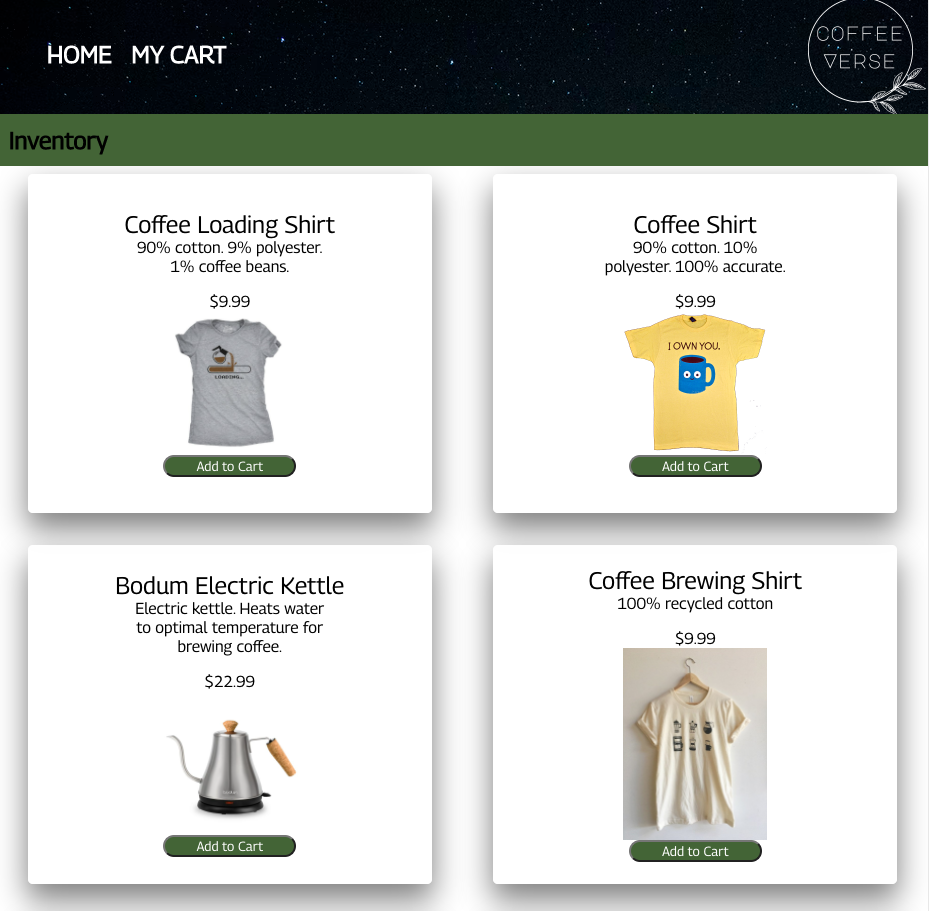 HOME MY CART
COFFEE
VERSE
Inventory
Coffee Loading Shirt
90% cotton. 9% polyester.
1% coffee beans.
$9.99
LOADING...
Add to Cart
Coffee Shirt
90% cotton. 10%
polyester. 100% accurate.
$9.99
I OWN YOU.
Add to Cart
Bodum Electric Kettle
Electric kettle. Heats water
to optimal temperature for
brewing coffee.
$22.99
Add to Cart
Coffee Brewing Shirt
100% recycled cotton
$9.99
Add to Cart